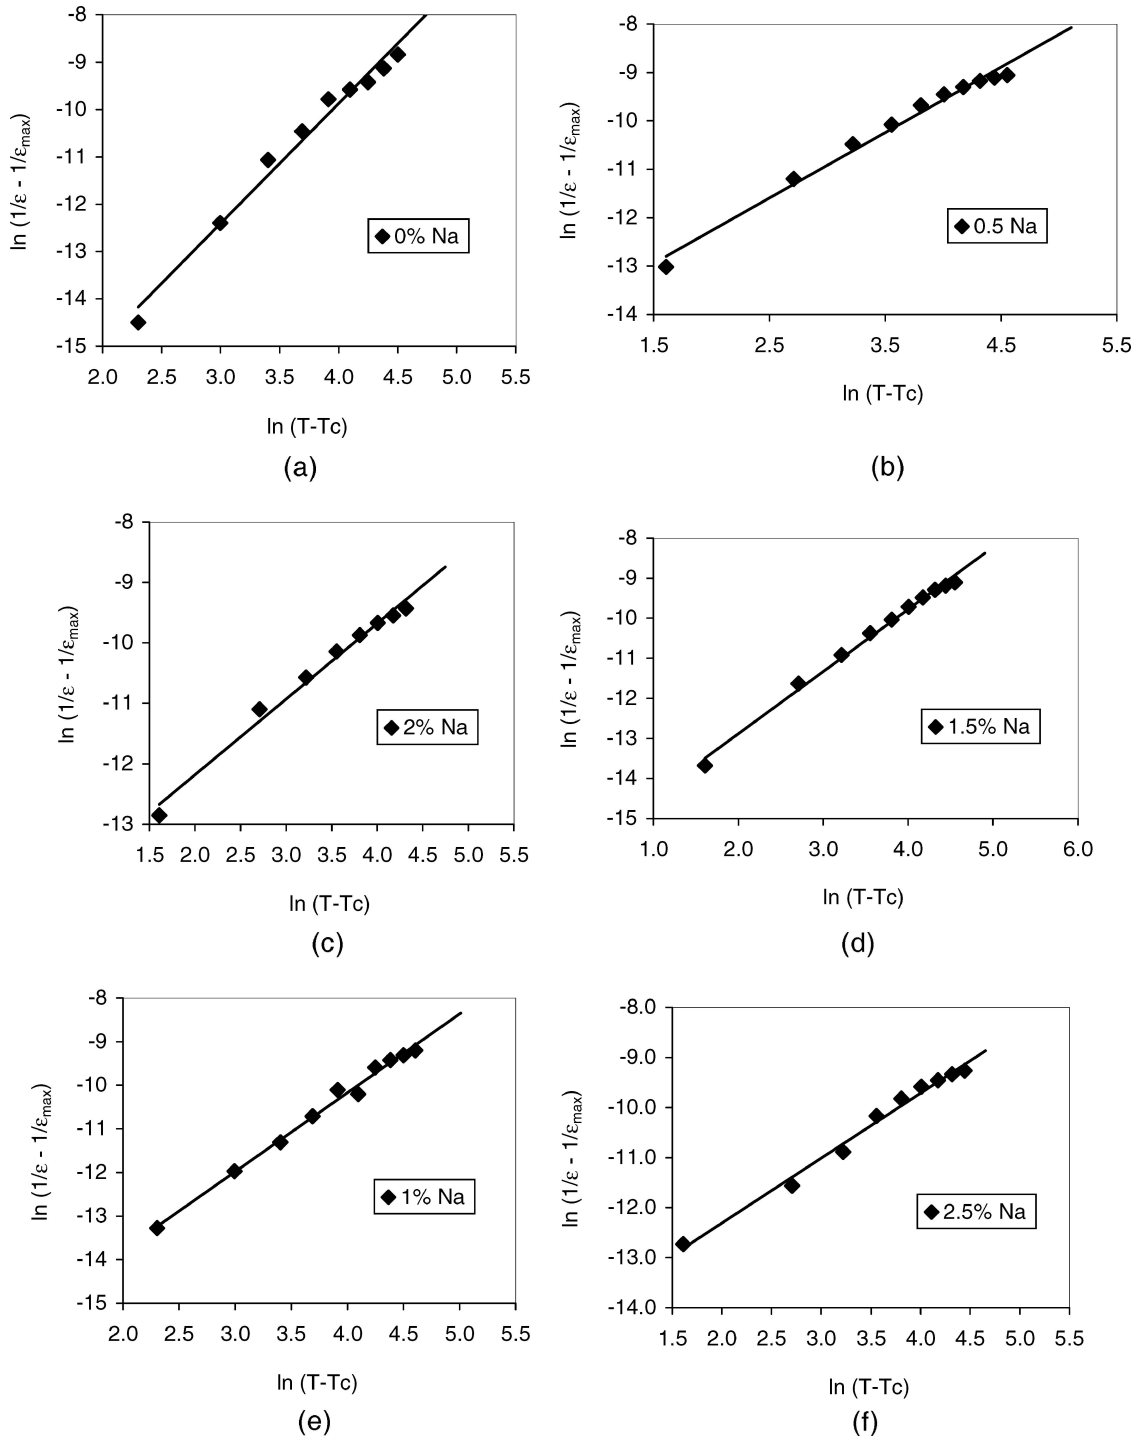 -8
-9
-10
-11
-12
-13
-14
-15
2.0 2.5 3.0 3.5 4.0 4.5 5.0 5.5
ln (1/ε - 1/εmax)
ln (T-Tc)
0% Na
(a)
-8
-9
-10
-11
-12
-13
-14
1.5 2.5 3.5 4.5 5.5
ln (1/ε - 1/εmax)
ln (T-Tc)
0.5 Na
(b)
-8
-9
-10
-11
-12
-13
1.5 2.0 2.5 3.0 3.5 4.0 4.5 5.0 5.5
ln (1/ε - 1/εmax)
ln (T-Tc)
2% Na
(c)
-8
-9
-10
-11
-12
-13
-14
-15
1.0 2.0 3.0 4.0 5.0 6.0
ln (1/ε - 1/εmax)
ln (T-Tc)
1.5% Na
(d)
-8
-9
-10
-11
-12
-13
-14
-15
2.0 2.5 3.0 3.5 4.0 4.5 5.0 5.5
ln (1/ε - 1/εmax)
ln (T-Tc)
1% Na
(e)
-8.0
-9.0
-10.0
-11.0
-12.0
-13.0
-14.0
1.5 2.0 2.5 3.0 3.5 4.0 4.5 5.0 5.5
ln (1/ε - 1/εmax)
ln (T-Tc)
2.5% Na
(f)